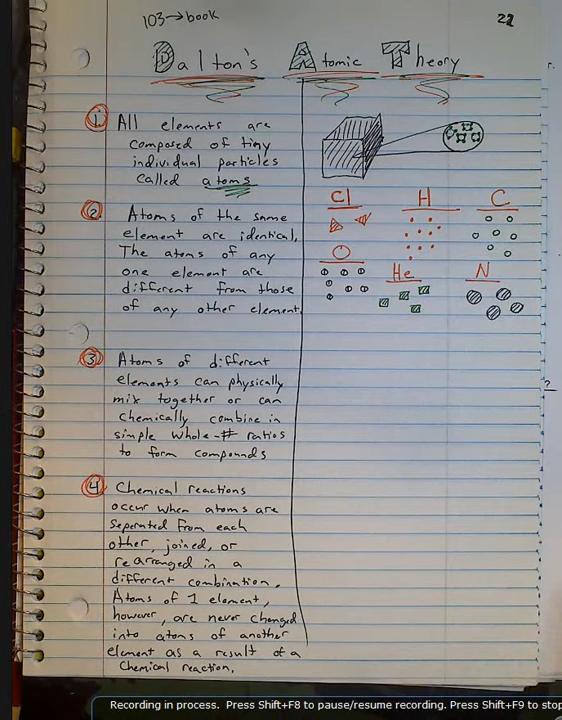 103→book
22
Dalton's Atomic Theory
① All elements are
composed of tiny
individual particles
called atoms
② Atoms of the same
element are identical.
The atoms of any
one element are
different from those
of any other element.
③ Atoms of different
elements can physically
mix together or can
chemically combine in
simple whole-# ratios
to form compounds
④ Chemical reactions
occur when atoms are
seperated from each
other, joined, or
rearranged in a
different combination.
Atoms of 1 element,
however, are never changed
into atoms of another
element as a result of a
Chemical reaction.
Cl H C
O He N
?
Recording in process. Press Shift+F8 to pause/resume recording. Press Shift+F9 to stop